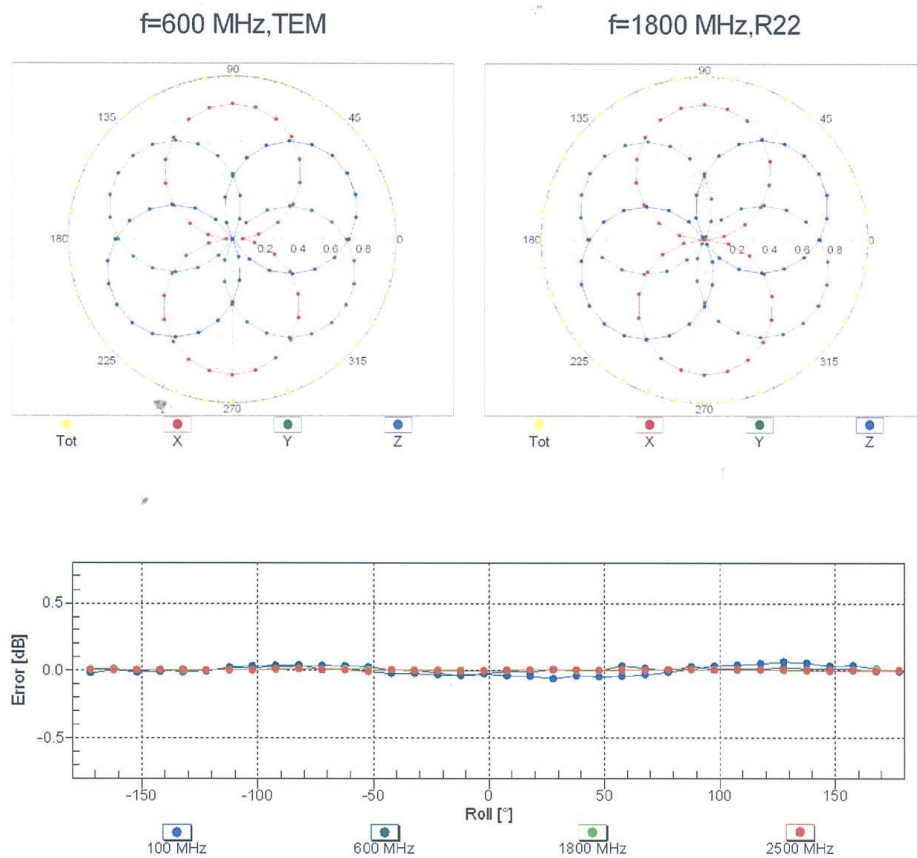 f=600 MHz,TEM
f=1800 MHz,R22
90
135
45
180
0.2 0.4 0.6 0.8
0
225
315
270
Tot X Y Z
90
135
45
180
0.2 0.4 0.6 0.8
0
225
315
270
Tot X Y Z
Error [dB]
0.5
0.0
-0.5
-150 -100 -50 0 50 100 150
Roll [°]
100 MHz 600 MHz 1800 MHz 2500 MHz